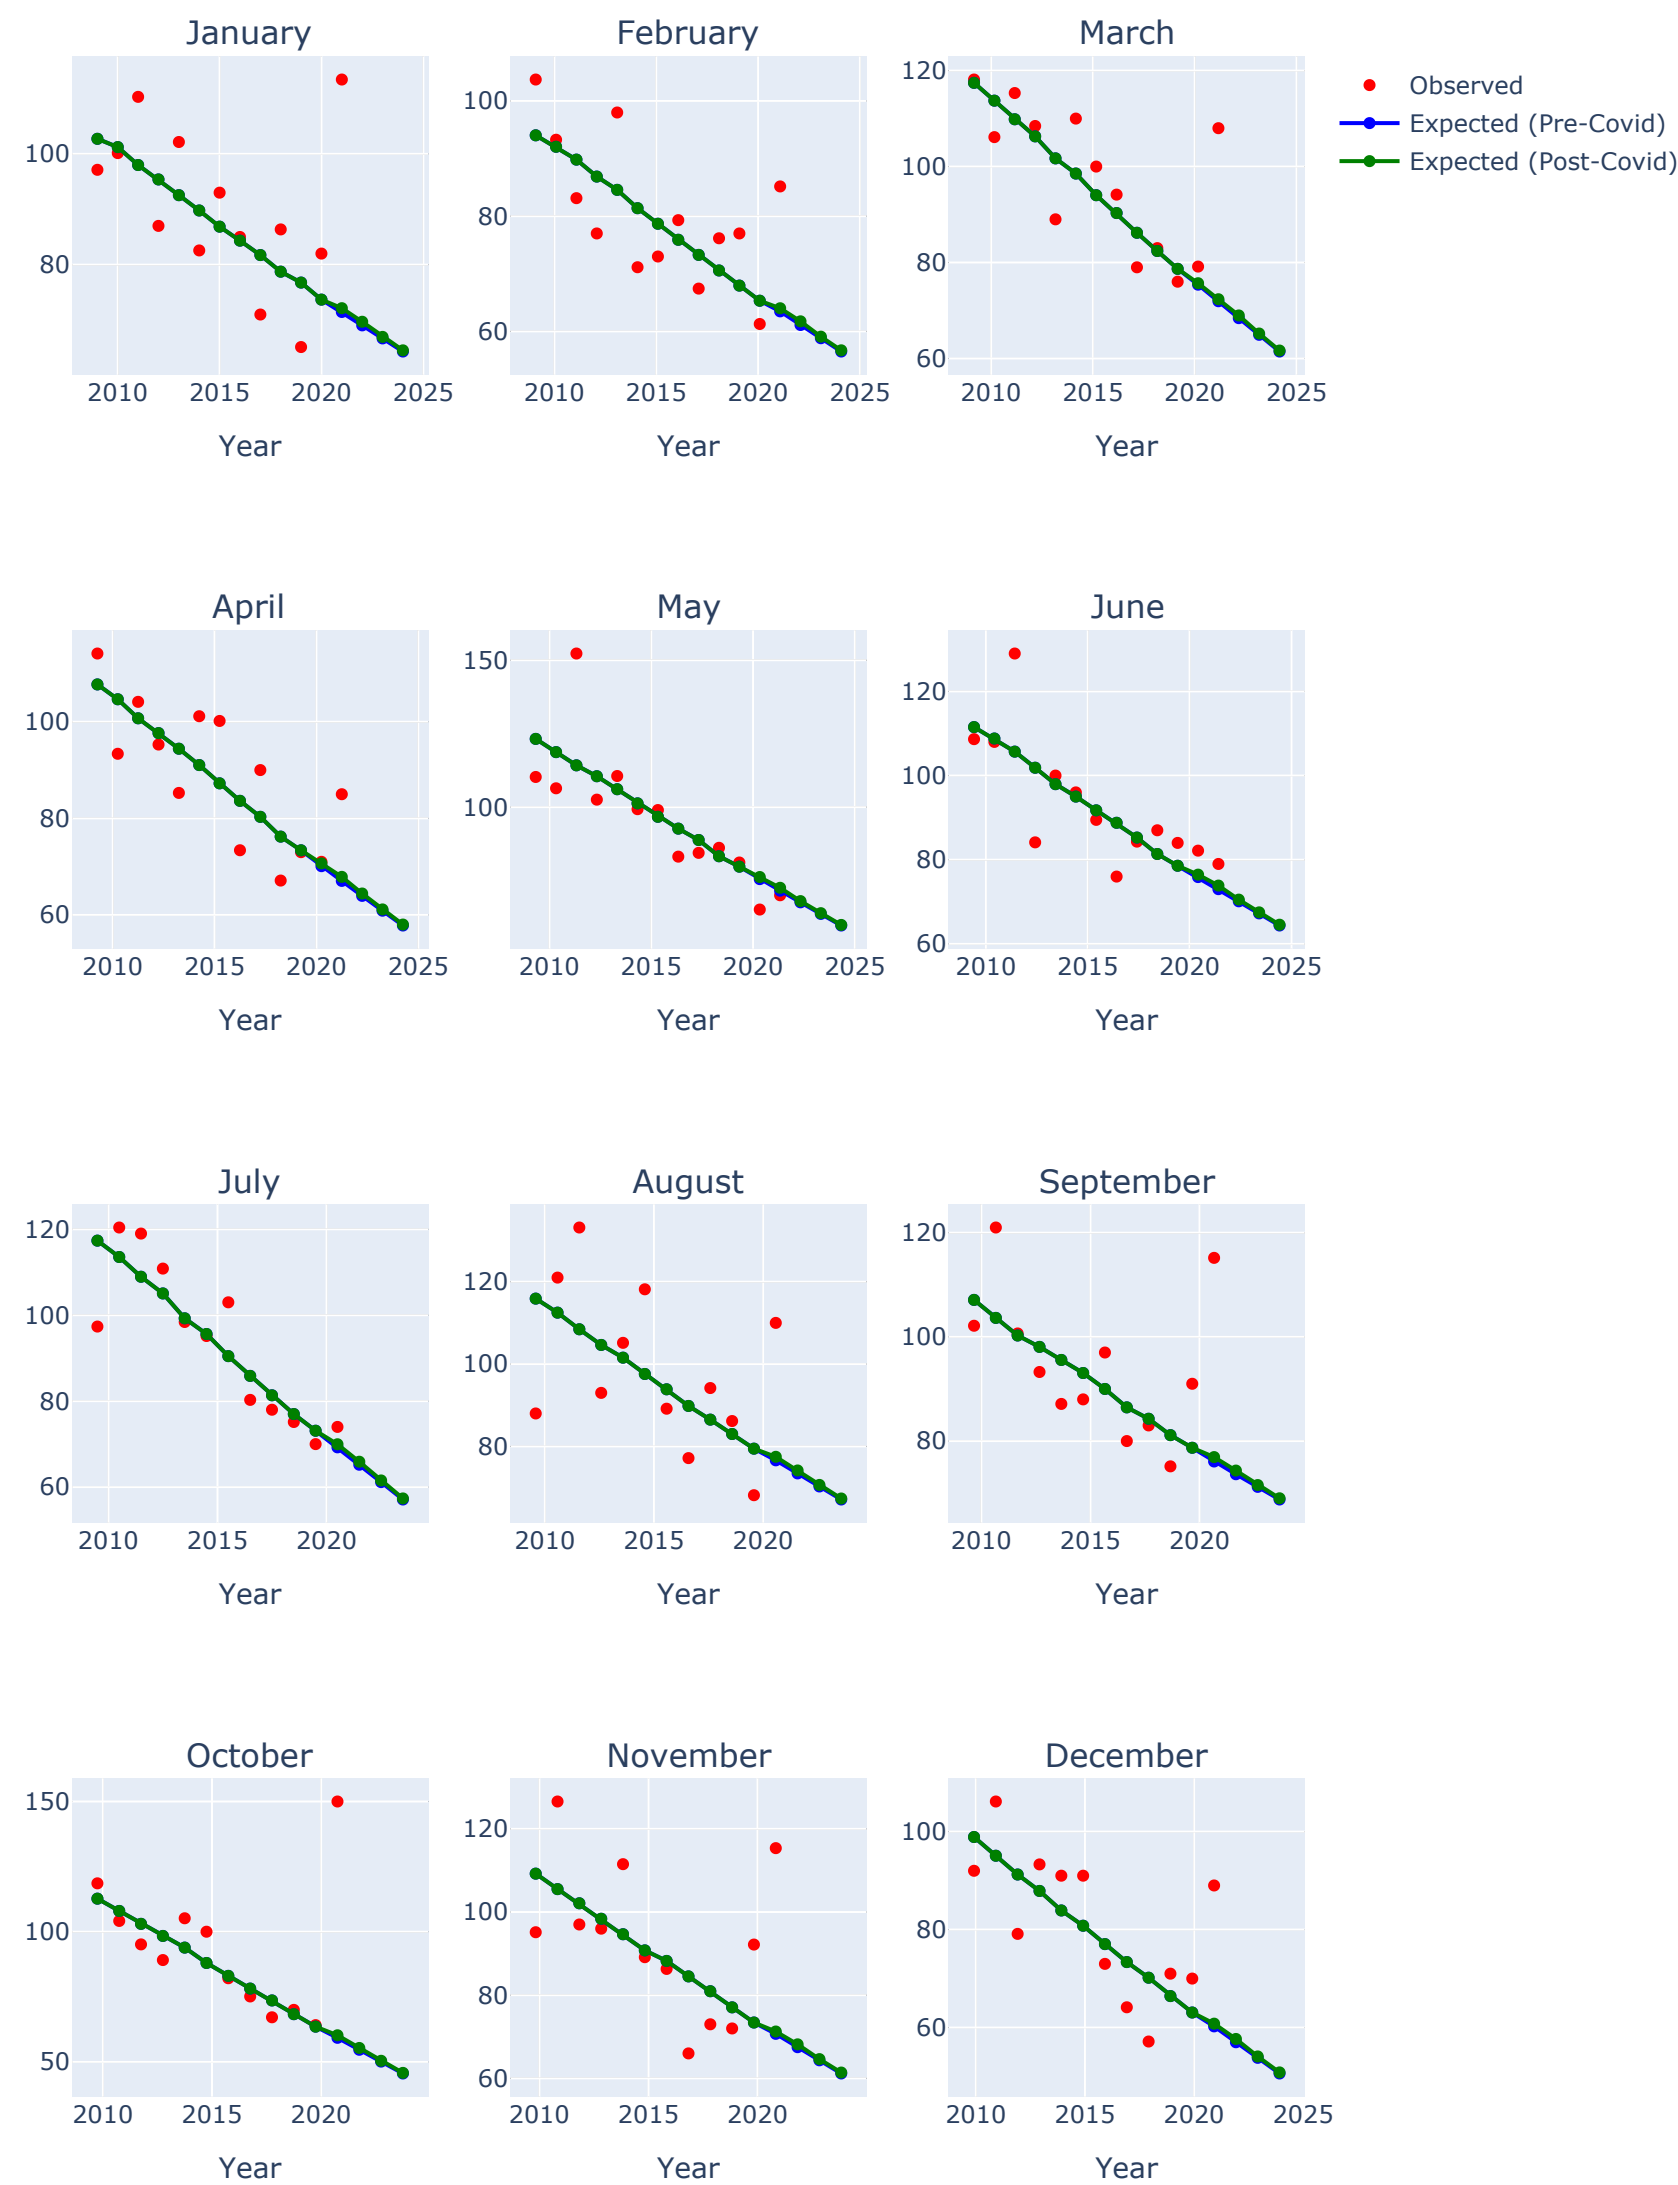 January February March
120 Observed
100 Expected (Pre-Covid)
100 100 Expected (Post-Covid)
80
80 80
60 60
2010 2015 2020 2025 2010 2015 2020 2025 2010 2015 2020 2025
Year Year Year
April May June
150
120
100
100 100
80 80
60 60
2010 2015 2020 2025 2010 2015 2020 2025 2010 2015 2020 2025
Year Year Year
July August September
120 120
120
100 100 100
80 80 80
60
2010 2015 2020 2010 2015 2020 2010 2015 2020
Year Year Year
October November December
150
120 100
100 100
80
80
50 60 60
2010 2015 2020 2010 2015 2020 2010 2015 2020 2025
Year Year Year